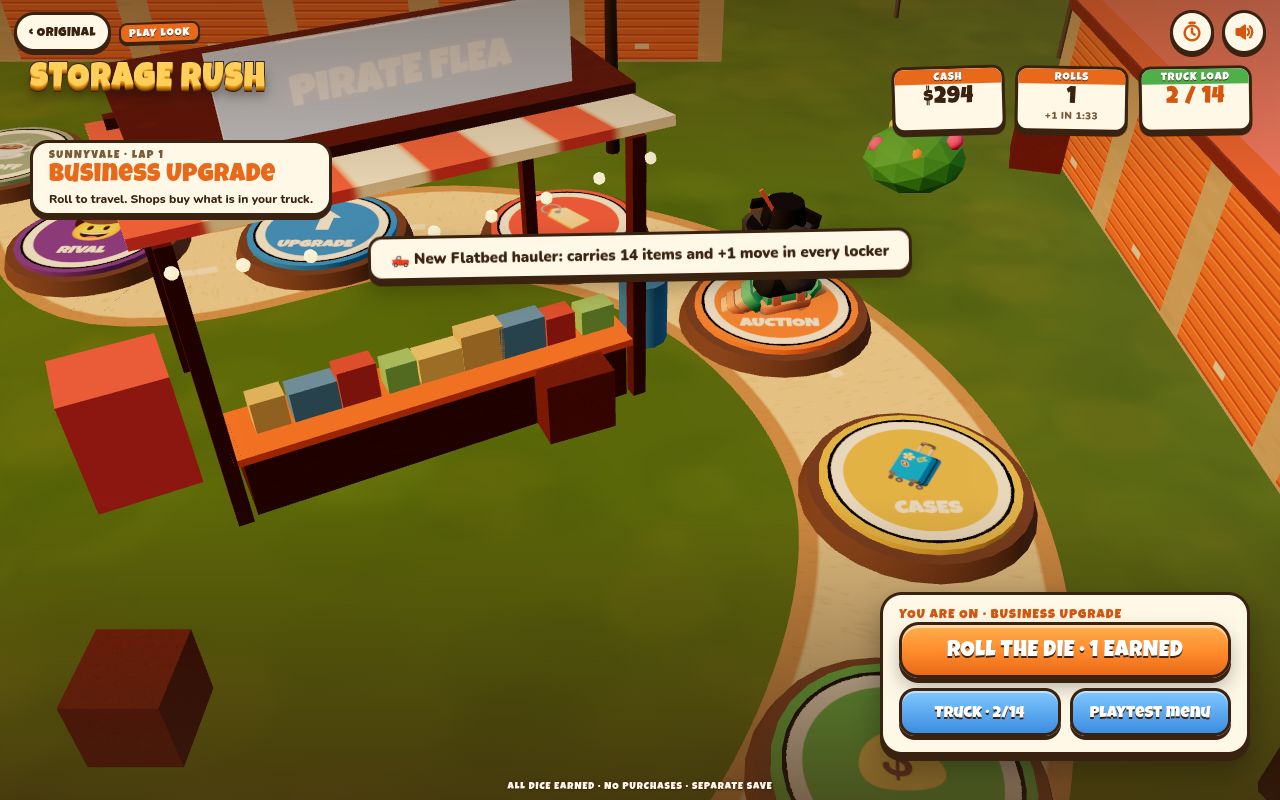 ‹ ORIGINAL
PLAY LOOK
STORAGE RUSH
PIRATE FLEA
CASH
$294
ROLLS
1
+1 IN 1:33
TRUCK LOAD
2 / 14
SUNNYVALE · LAP 1
BUSINESS UPGRADE
Roll to travel. Shops buy what is in your truck.
RIVAL
UPGRADE
New Flatbed hauler: carries 14 items and +1 move in every locker
AUCTION
CASES
YOU ARE ON · BUSINESS UPGRADE
ROLL THE DIE · 1 EARNED
TRUCK · 2/14
PLAYTEST MENU
$
ALL DICE EARNED · NO PURCHASES · SEPARATE SAVE